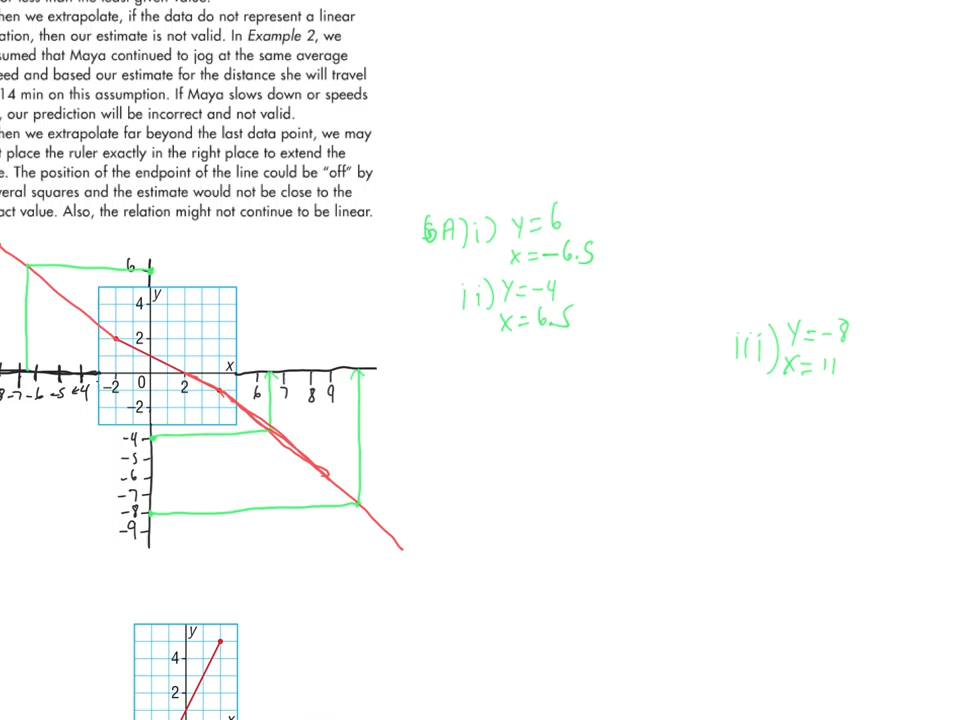 hen we extrapolate, if the data do not represent a linear
ation, then our estimate is not valid. In Example 2, we
sumed that Maya continued to jog at the same average
eed and based our estimate for the distance she will travel
14 min on this assumption. If Maya slows down or speeds
, our prediction will be incorrect and not valid.
hen we extrapolate far beyond the last data point, we may
t place the ruler exactly in the right place to extend the
e. The position of the endpoint of the line could be “off” by
veral squares and the estimate would not be close to the
act value. Also, the relation might not continue to be linear.
6A)i) y=6
x=-6.5
ii) y=-4
x=6.5
iii) y=-8
x=11
6
4 y
2
x
8 -7 -6 -5 -4 -2 0 2 6 7 8 9
-2
-4
-5
-6
-7
-8
-9
y
4
2
x